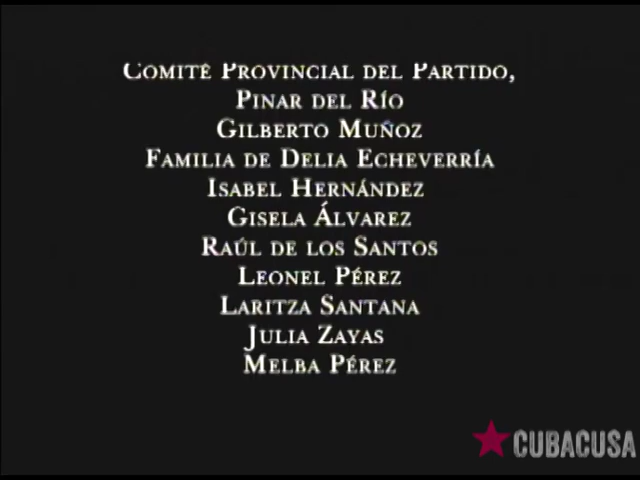 Comité Provincial del Partido,
Pinar del Río
Gilberto Muñoz
Familia de Delia Echeverría
Isabel Hernández
Gisela Álvarez
Raúl de los Santos
Leonel Pérez
Laritza Santana
Julia Zayas
Melba Pérez
CUBACUSA